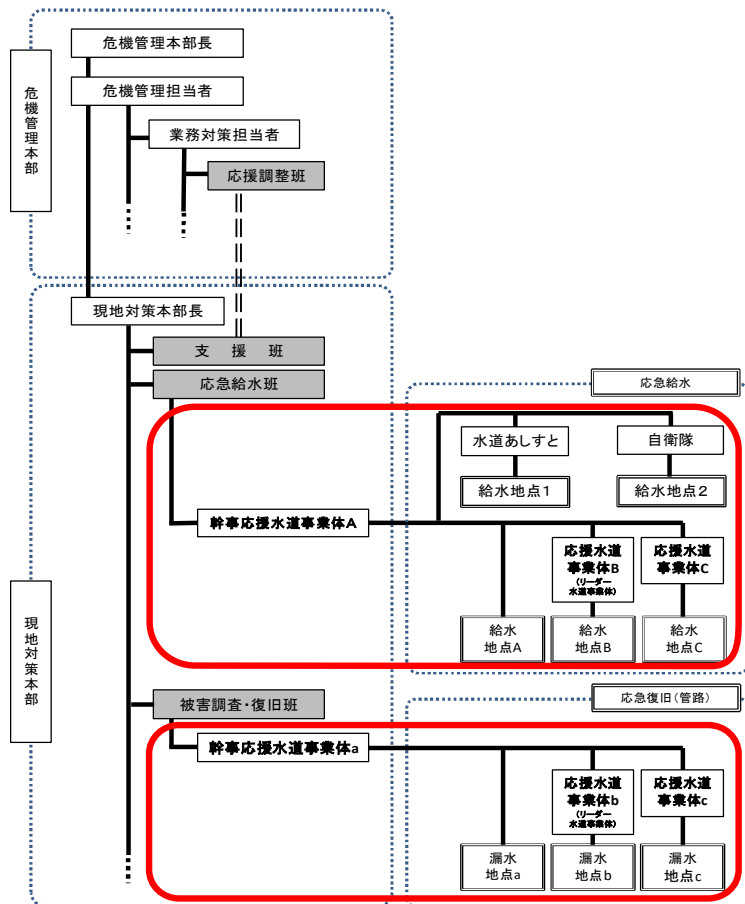 危機管理本部
危機管理本部長
危機管理担当者
業務対策担当者
応援調整班
現地対策本部
現地対策本部長
支 援 班
応急給水班
応急給水
水道あしすと
自衛隊
給水地点1
給水地点2
幹事応援水道事業体A
応援水道
事業体B
(リーダー
水道事業体)
応援水道
事業体C
給水
地点A
給水
地点B
給水
地点C
被害調査・復旧班
応急復旧(管路)
幹事応援水道事業体a
応援水道
事業体b
(リーダー
水道事業体)
応援水道
事業体c
漏水
地点a
漏水
地点b
漏水
地点c